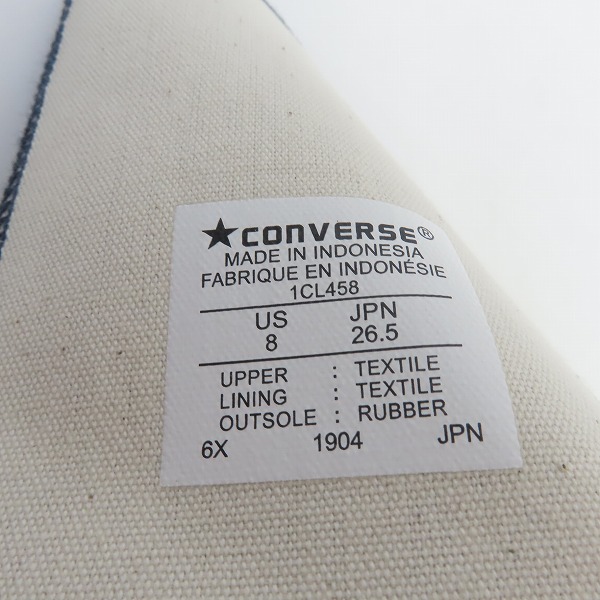 ★CONVERSE®
MADE IN INDONESIA
FABRIQUE EN INDONÉSIE
1CL458
US JPN
8 26.5
UPPER : TEXTILE
LINING : TEXTILE
OUTSOLE : RUBBER
6X 1904 JPN